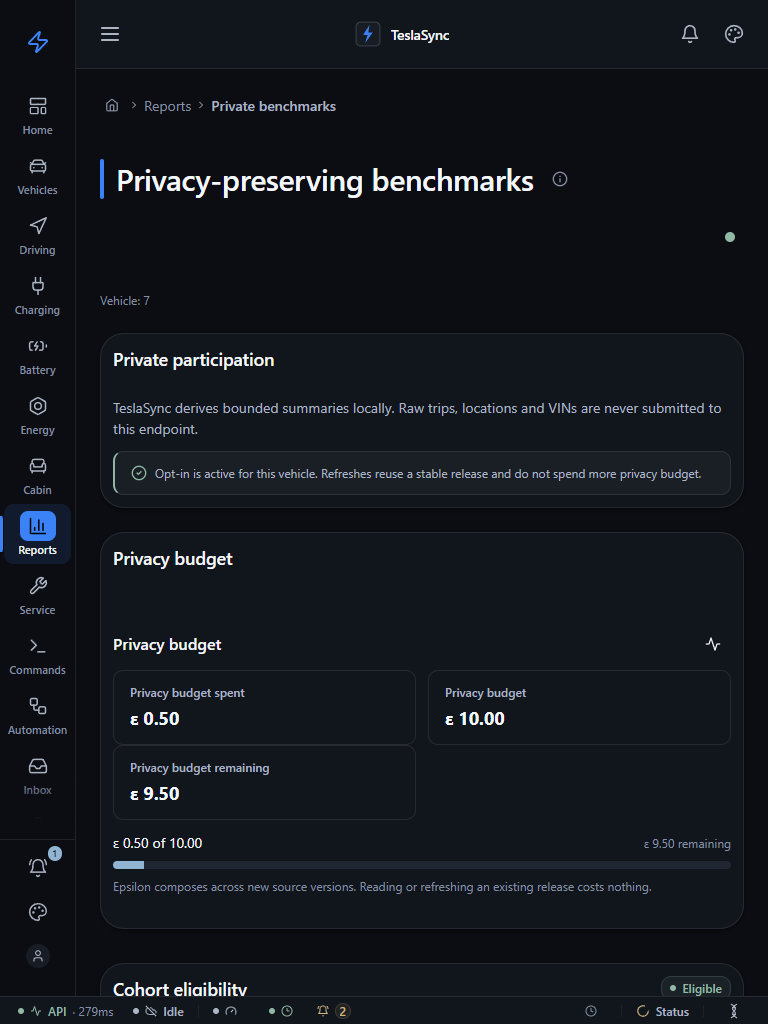 TeslaSync
Home
Vehicles
Driving
Charging
Battery
Energy
Cabin
Reports
Service
Commands
Automation
Inbox
1
Reports
Private benchmarks
Privacy-preserving benchmarks
Vehicle: 7
Private participation
TeslaSync derives bounded summaries locally. Raw trips, locations and VINs are never submitted to
this endpoint.
Opt-in is active for this vehicle. Refreshes reuse a stable release and do not spend more privacy budget.
Privacy budget
Privacy budget
Privacy budget spent
ε 0.50
Privacy budget
ε 10.00
Privacy budget remaining
ε 9.50
ε 0.50 of 10.00
ε 9.50 remaining
Epsilon composes across new source versions. Reading or refreshing an existing release costs nothing.
Cohort eligibility
Eligible
API · 279ms
Idle
2
Status